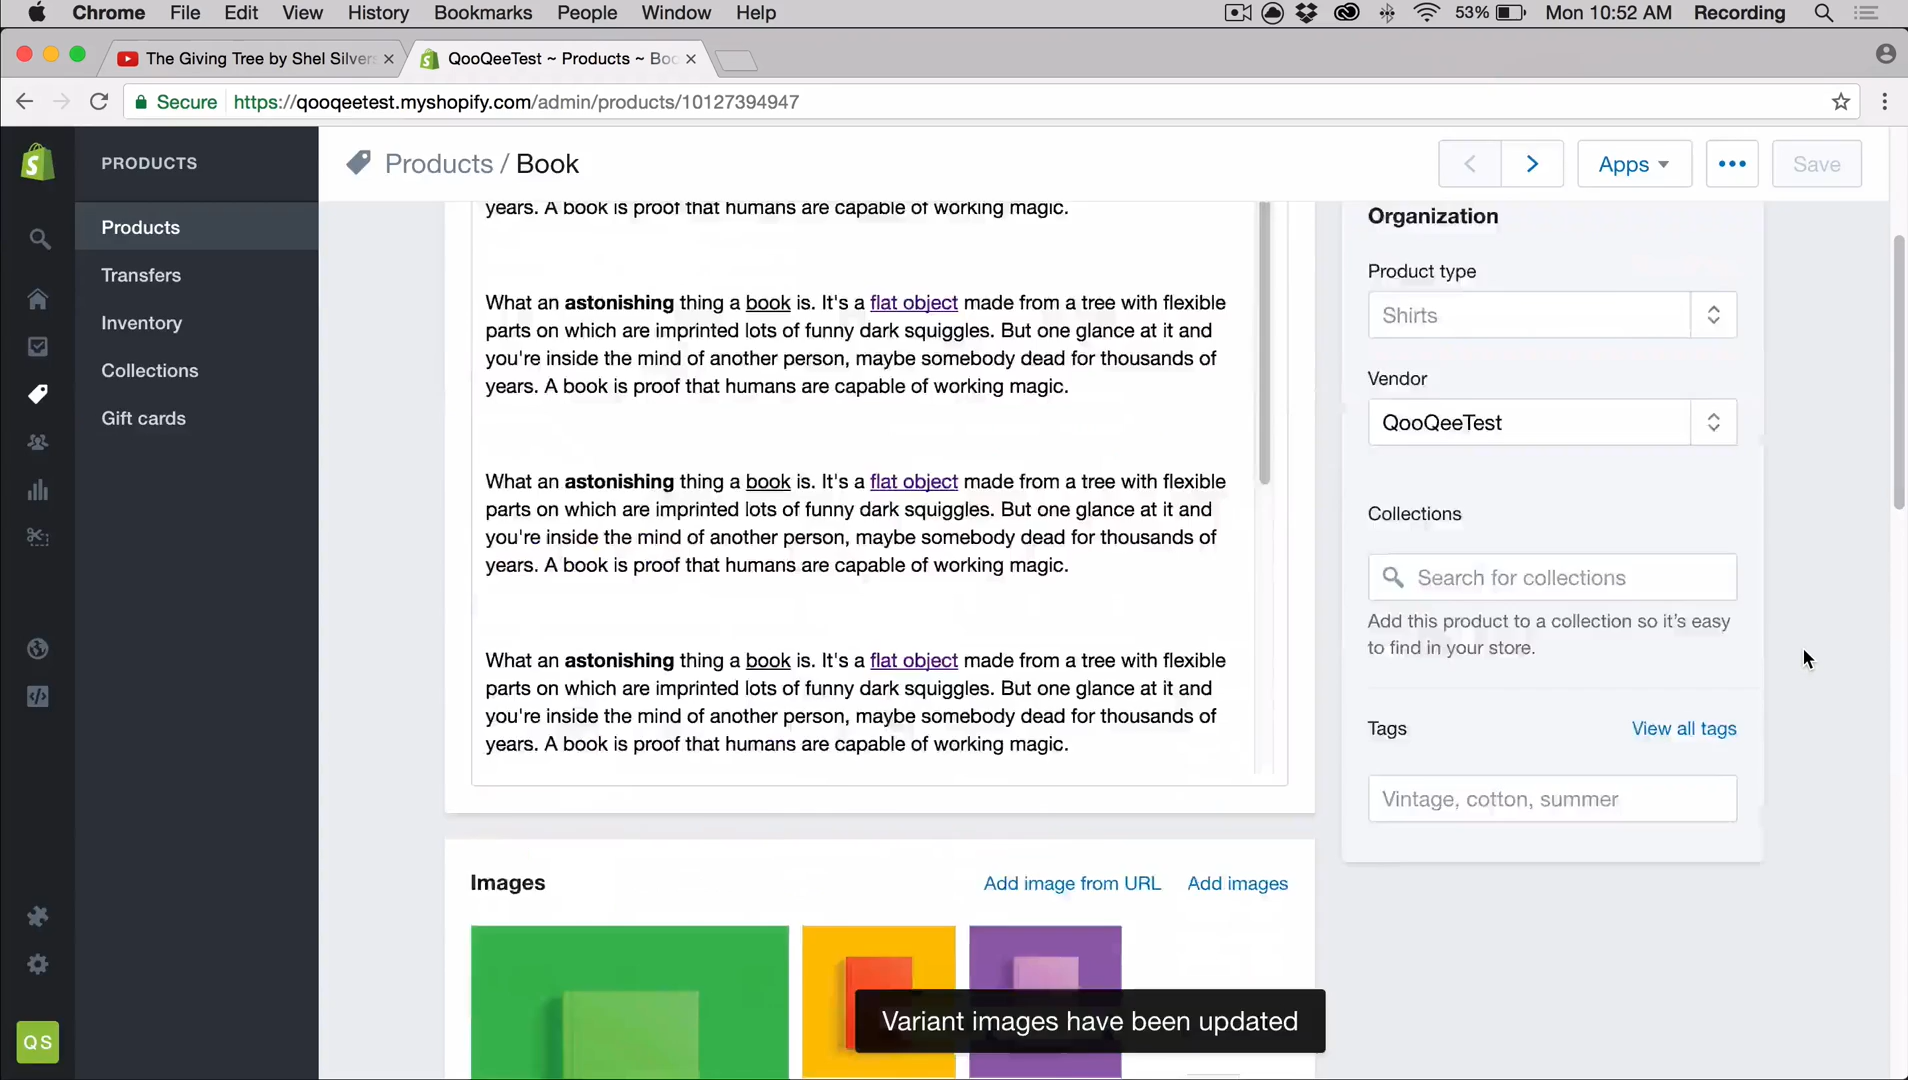 Chrome File Edit View History Bookmarks People Window Help 53% Mon 10:52 AM Recording
The Giving Tree by Shel Silvers
QooQeeTest ~ Products ~ Boo
Secure https://qooqeetest.myshopify.com/admin/products/10127394947
PRODUCTS
Products
Transfers
Inventory
Collections
Gift cards
QS
Products / Book
Apps
Save
years. A book is proof that humans are capable of working magic.
What an astonishing thing a book is. It's a flat object made from a tree with flexible
parts on which are imprinted lots of funny dark squiggles. But one glance at it and
you're inside the mind of another person, maybe somebody dead for thousands of
years. A book is proof that humans are capable of working magic.
What an astonishing thing a book is. It's a flat object made from a tree with flexible
parts on which are imprinted lots of funny dark squiggles. But one glance at it and
you're inside the mind of another person, maybe somebody dead for thousands of
years. A book is proof that humans are capable of working magic.
What an astonishing thing a book is. It's a flat object made from a tree with flexible
parts on which are imprinted lots of funny dark squiggles. But one glance at it and
you're inside the mind of another person, maybe somebody dead for thousands of
years. A book is proof that humans are capable of working magic.
Images
Add image from URL Add images
Variant images have been updated
Organization
Product type
Shirts
Vendor
QooQeeTest
Collections
Search for collections
Add this product to a collection so it's easy
to find in your store.
Tags View all tags
Vintage, cotton, summer